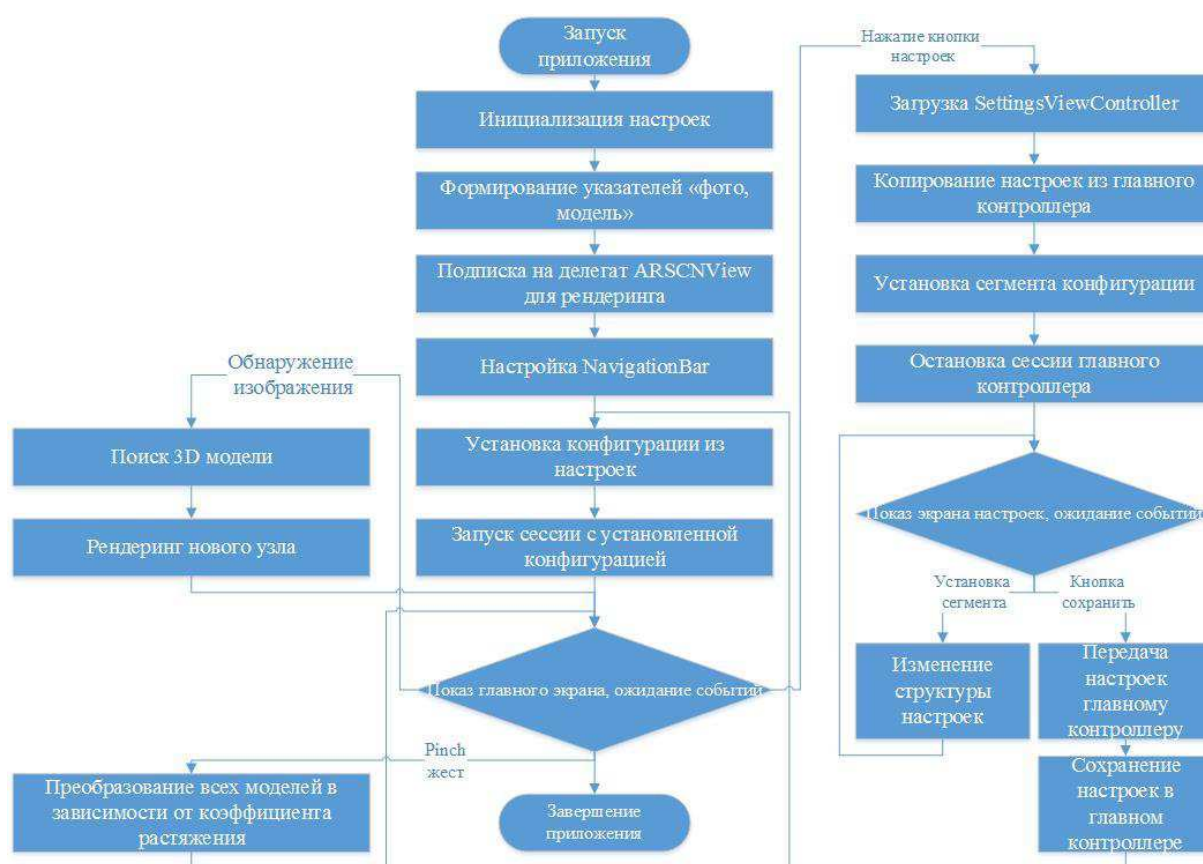 Запуск
приложения
Инициализация настроек
Формирование указателей «фото,
модель»
Подписка на делегат ARSCNView
для рендеринга
Настройка NavigationBar
Установка конфигурации из
настроек
Запуск сессии с установленной
конфигурацией
Показ главного экрана, ожидание событий
Завершение
приложения
Обнаружение
изображения
Поиск 3D модели
Рендеринг нового узла
Pinch
жест
Преобразование всех моделей в
зависимости от коэффициента
растяжения
Нажатие кнопки
настроек
Загрузка SettingsViewController
Копирование настроек из главного
контроллера
Установка сегмента конфигурации
Остановка сессии главного
контроллера
Показ экрана настроек, ожидание событий
Установка
сегмента
Кнопка
сохранить
Изменение
структуры
настроек
Передача
настроек
главному
контроллеру
Сохранение
настроек в
главном
контроллере